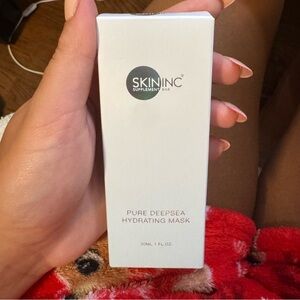 SKIN INC®
SUPPLEMENT BAR
PURE DEEPSEA
HYDRATING MASK
30ML 1 FL.OZ.